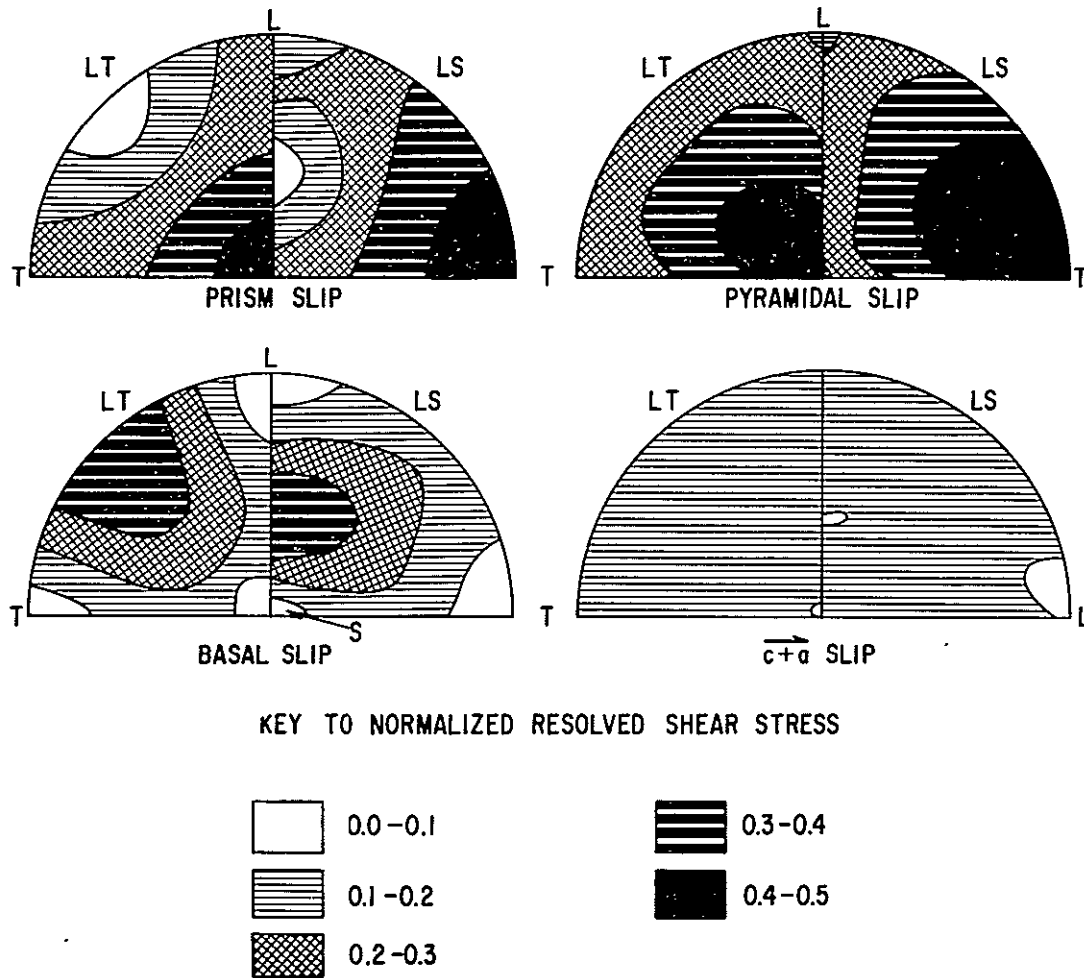 L
L
LT
LS
LT
LS
T
T
T
PRISM SLIP
PYRAMIDAL SLIP
L
LT
LS
LT
LS
T
S
T
BASAL SLIP
c+a SLIP
KEY TO NORMALIZED RESOLVED SHEAR STRESS
0.0-0.1
0.3-0.4
0.1-0.2
0.4-0.5
0.2-0.3